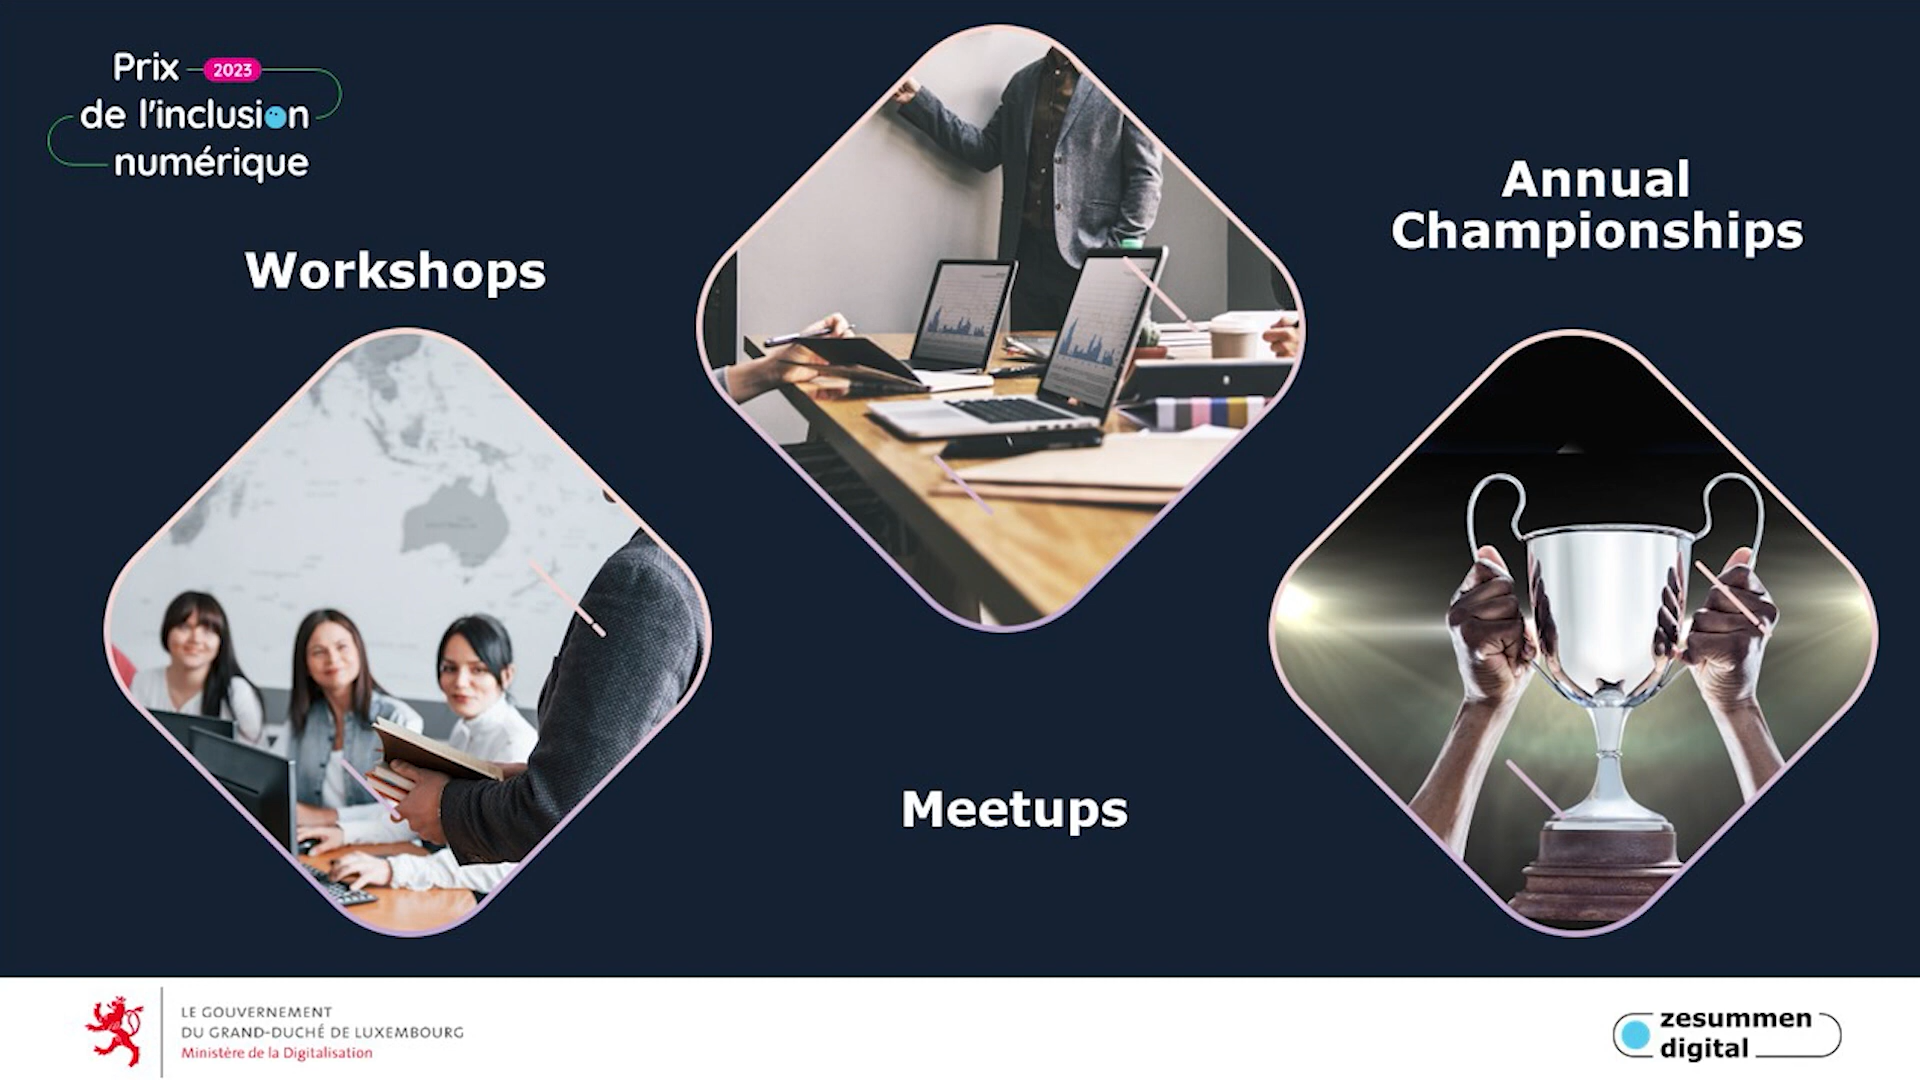 Prix 2023
de l'inclusion
numérique
Workshops
Annual
Championships
Meetups
LE GOUVERNEMENT
DU GRAND-DUCHÉ DE LUXEMBOURG
Ministère de la Digitalisation
zesummen
digital